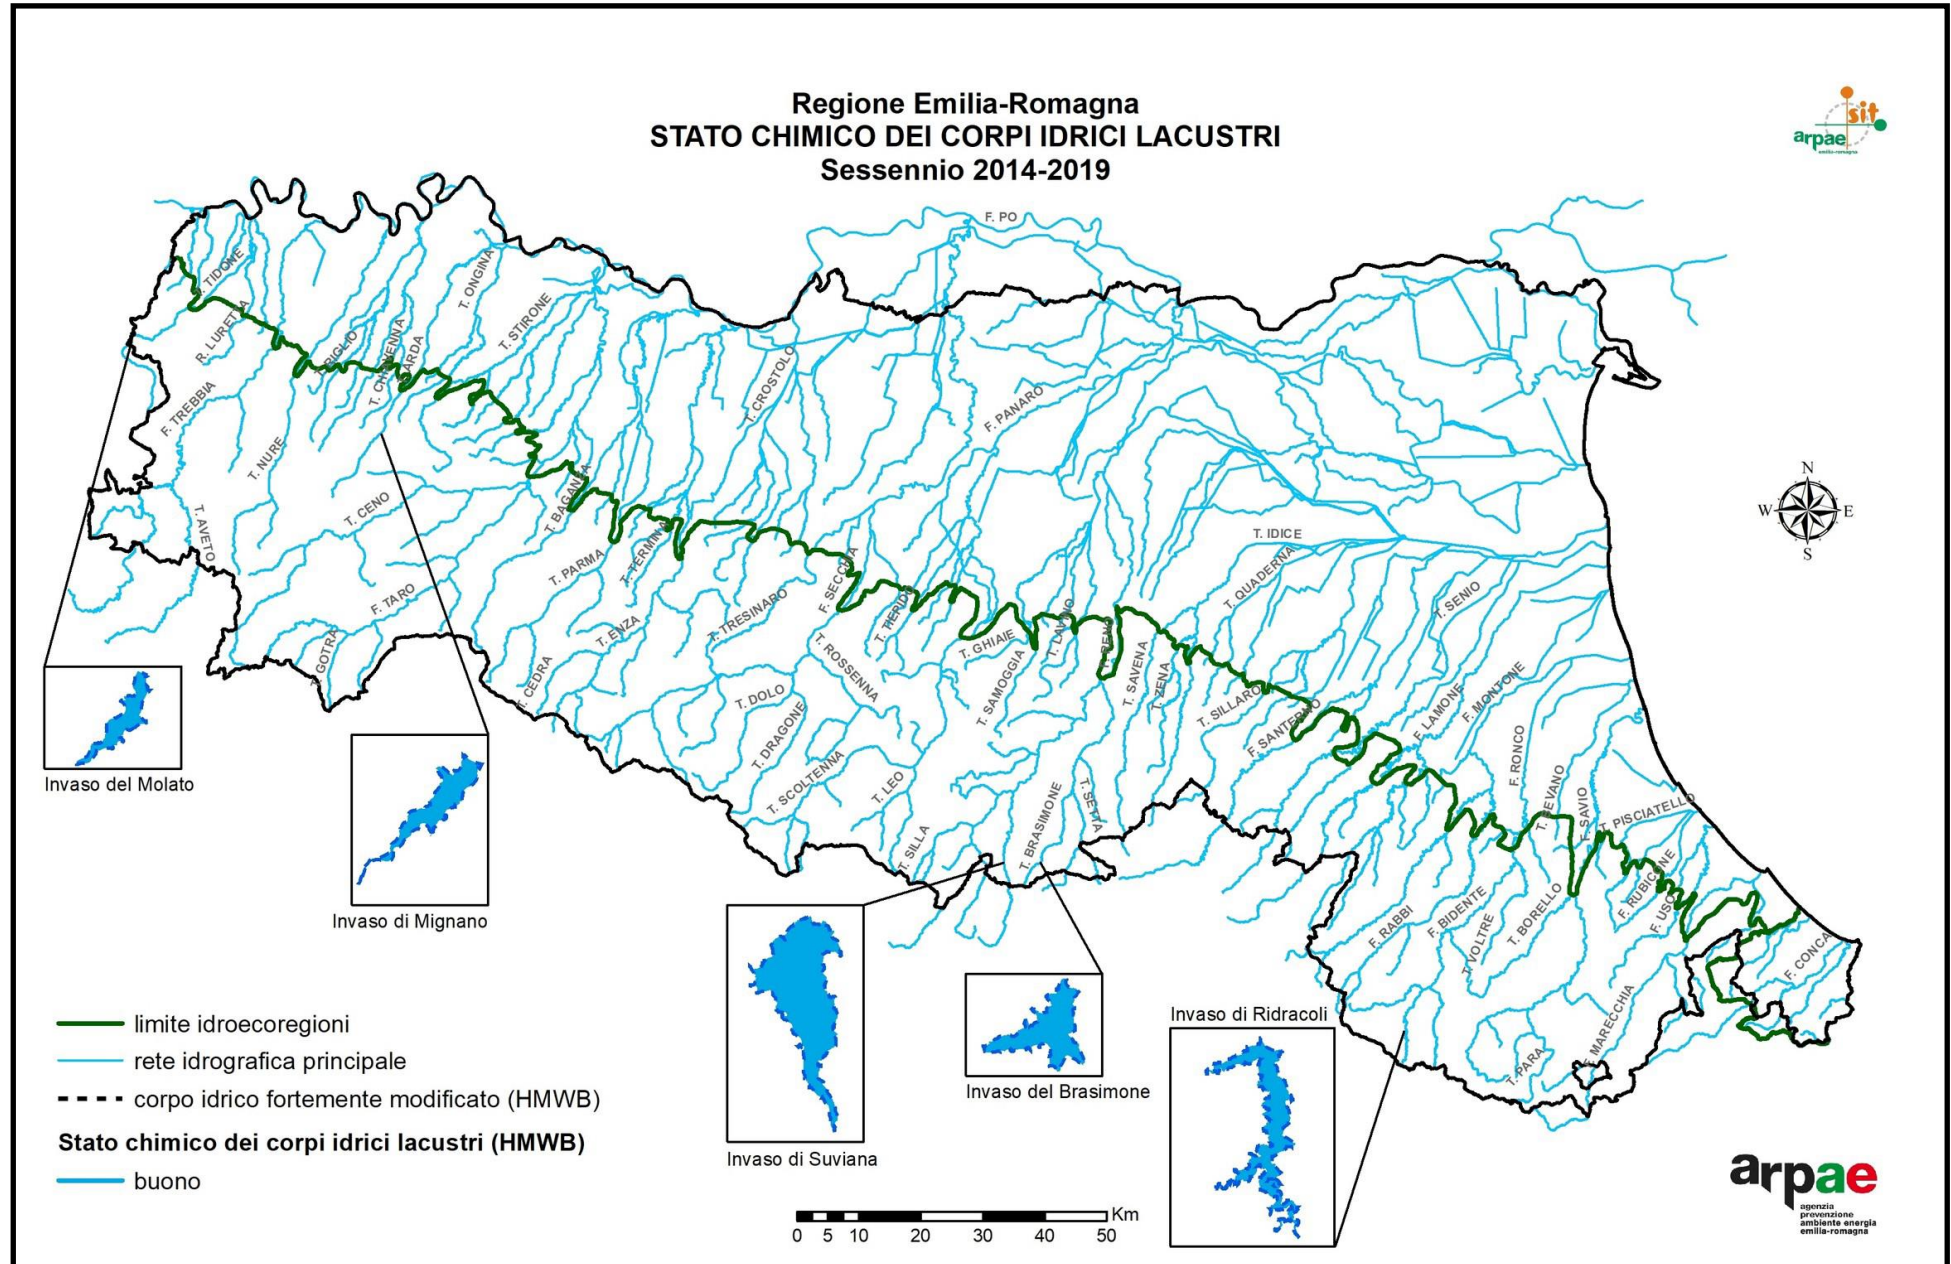 Regione Emilia-Romagna
STATO CHIMICO DEI CORPI IDRICI LACUSTRI
Sessennio 2014-2019
sit
arpae
emilia-romagna
F. PO
T. TIDONE
R. LURETTA
F. TREBBIA
T. NURE
T. AVETO
T. RIGLIO
T. CHIAVENNA
T. ARDA
T. ONGINA
T. STIRONE
T. CENO
F. TARO
T. GOTRA
T. BAGANZA
T. PARMA
T. TERMINA
T. ENZA
T. CEDRA
T. CROSTOLO
T. TRESINARO
F. SECCHIA
T. TIEPIDO
T. ROSSENNA
T. DOLO
T. DRAGONE
T. SCOLTENNA
T. LEO
T. SILLA
F. PANARO
T. GHIAIE
T. SAMOGGIA
T. LAVINO
F. RENO
T. SAVENA
T. ZENA
T. BRASIMONE
T. SETTA
T. IDICE
T. QUADERNA
T. SILLARO
F. SANTERNO
T. SENIO
F. LAMONE
F. MONTONE
F. RONCO
T. BEVANO
F. SAVIO
T. PISCIATELLO
F. RUBICONE
F. USO
F. RABBI
F. BIDENTE
T. VOLTRE
T. BORELLO
F. MARECCHIA
T. PARA
F. CONCA
N
W
E
S
Invaso del Molato
Invaso di Mignano
Invaso di Suviana
Invaso del Brasimone
Invaso di Ridracoli
limite idroecoregioni
rete idrografica principale
corpo idrico fortemente modificato (HMWB)
Stato chimico dei corpi idrici lacustri (HMWB)
buono
Km
0 5 10 20 30 40 50
arpae
agenzia
prevenzione
ambiente energia
emilia-romagna